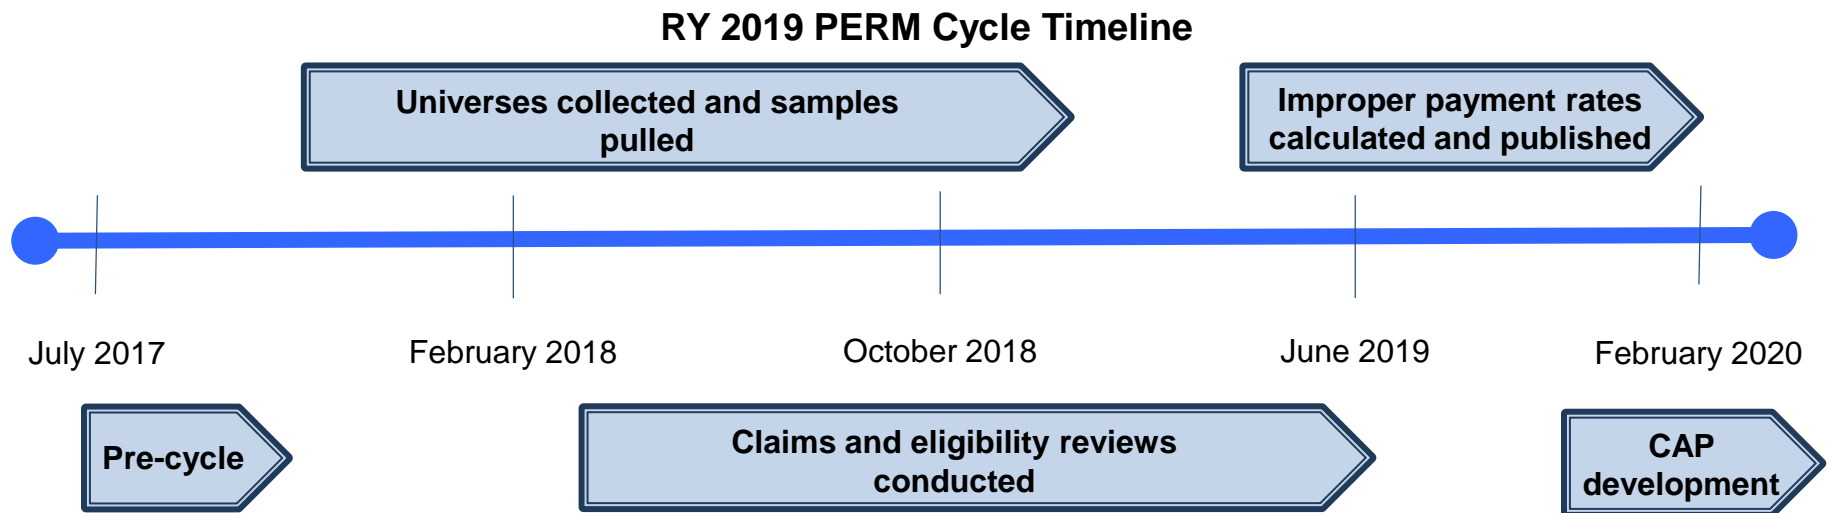 RY 2019 PERM Cycle Timeline
Universes collected and samples
pulled
Improper payment rates
calculated and published
July 2017
February 2018
October 2018
June 2019
February 2020
Pre-cycle
Claims and eligibility reviews
conducted
CAP
development